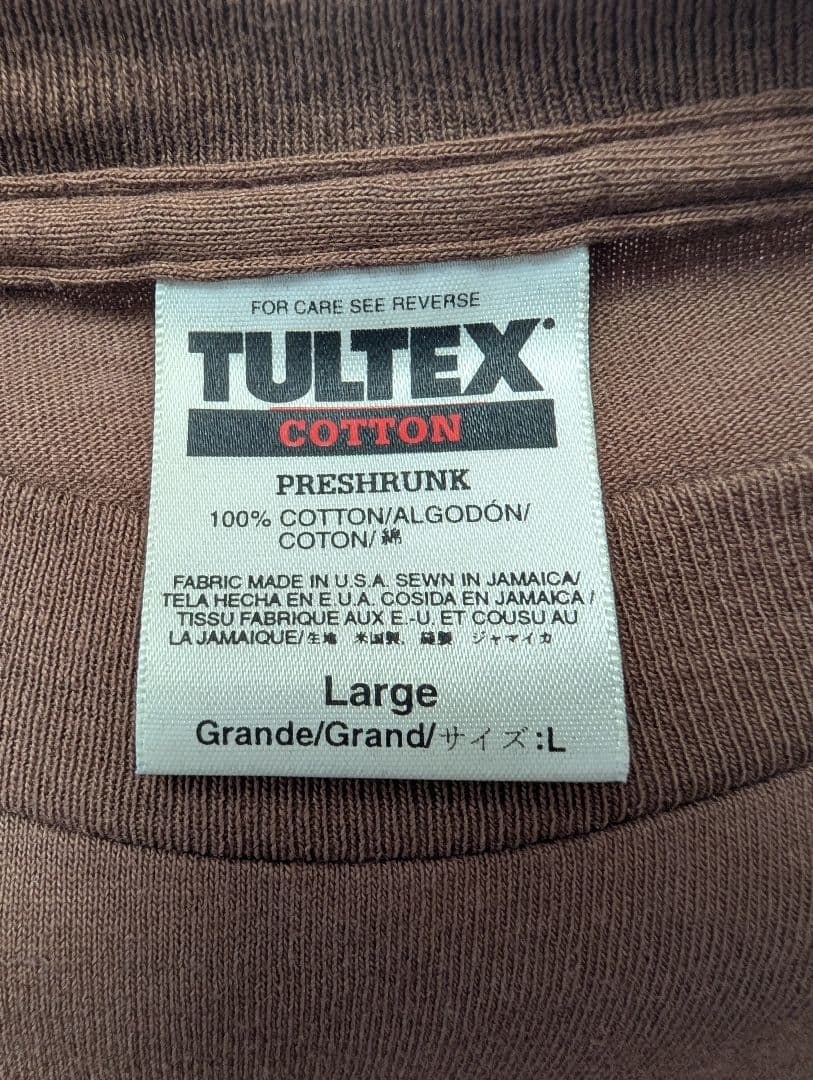 FOR CARE SEE REVERSE
TULTEX
COTTON
PRESHRUNK
100% COTTON/ALGODÓN/
COTON/綿
FABRIC MADE IN U.S.A. SEWN IN JAMAICA/
TELA HECHA EN E.U.A. COSIDA EN JAMAICA /
TISSU FABRIQUE AUX E.-U. ET COUSU AU
LA JAMAIQUE/生地 米国製, 縫製 ジャマイカ
Large
Grande/Grand/サイズ:L